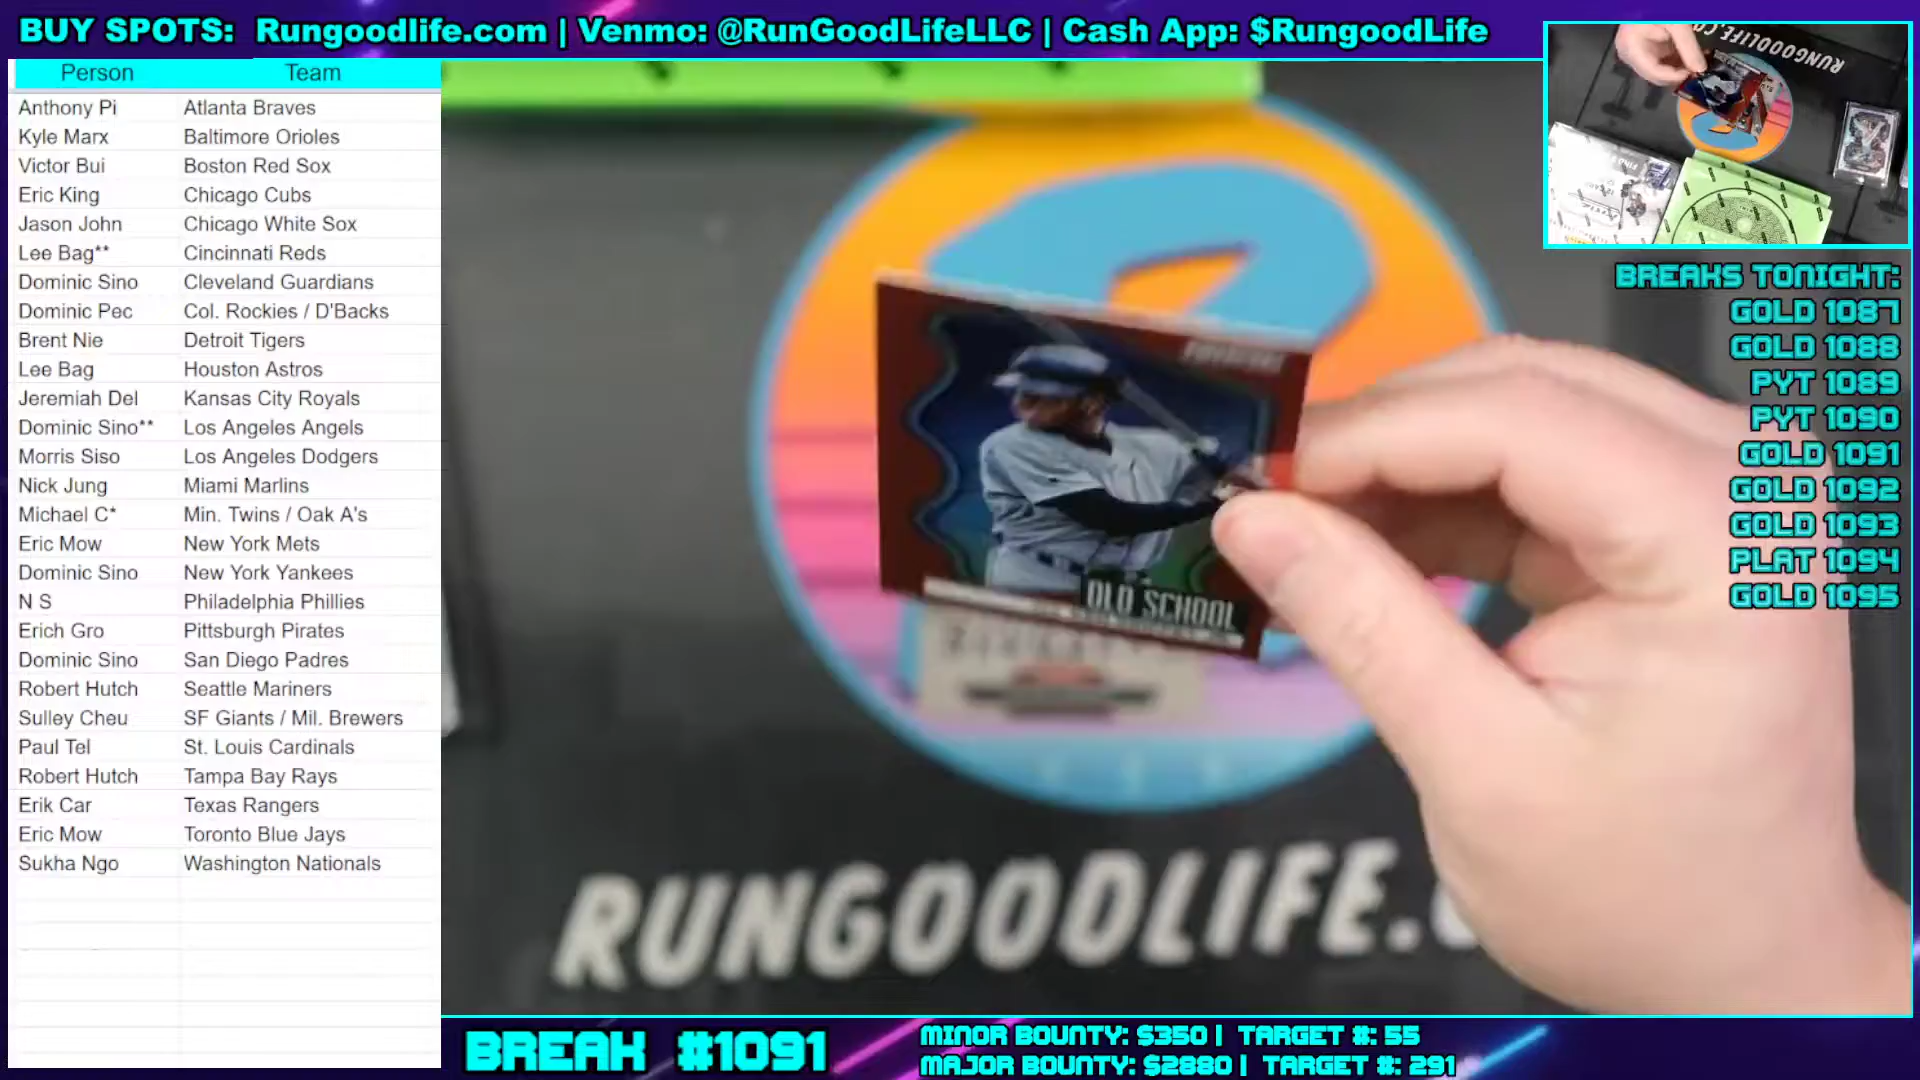 BUY SPOTS: Rungoodlife.com | Venmo: @RunGoodLifeLLC | Cash App: $RungoodLife
Person Team
Anthony Pi Atlanta Braves
Kyle Marx Baltimore Orioles
Victor Bui Boston Red Sox
Eric King Chicago Cubs
Jason John Chicago White Sox
Lee Bag** Cincinnati Reds
Dominic Sino Cleveland Guardians
Dominic Pec Col. Rockies / D'Backs
Brent Nie Detroit Tigers
Lee Bag Houston Astros
Jeremiah Del Kansas City Royals
Dominic Sino** Los Angeles Angels
Morris Siso Los Angeles Dodgers
Nick Jung Miami Marlins
Michael C* Min. Twins / Oak A's
Eric Mow New York Mets
Dominic Sino New York Yankees
N S Philadelphia Phillies
Erich Gro Pittsburgh Pirates
Dominic Sino San Diego Padres
Robert Hutch Seattle Mariners
Sulley Cheu SF Giants / Mil. Brewers
Paul Tel St. Louis Cardinals
Robert Hutch Tampa Bay Rays
Erik Car Texas Rangers
Eric Mow Toronto Blue Jays
Sukha Ngo Washington Nationals
OLD SCHOOL
RUNGOODLIFE.
RUNGOODLIFE.CO
BREAKS TONIGHT:
GOLD 1087
GOLD 1088
PYT 1089
PYT 1090
GOLD 1091
GOLD 1092
GOLD 1093
PLAT 1094
GOLD 1095
BREAK #1091
MINOR BOUNTY: $350 | TARGET #: 55
MAJOR BOUNTY: $2880 | TARGET #: 291